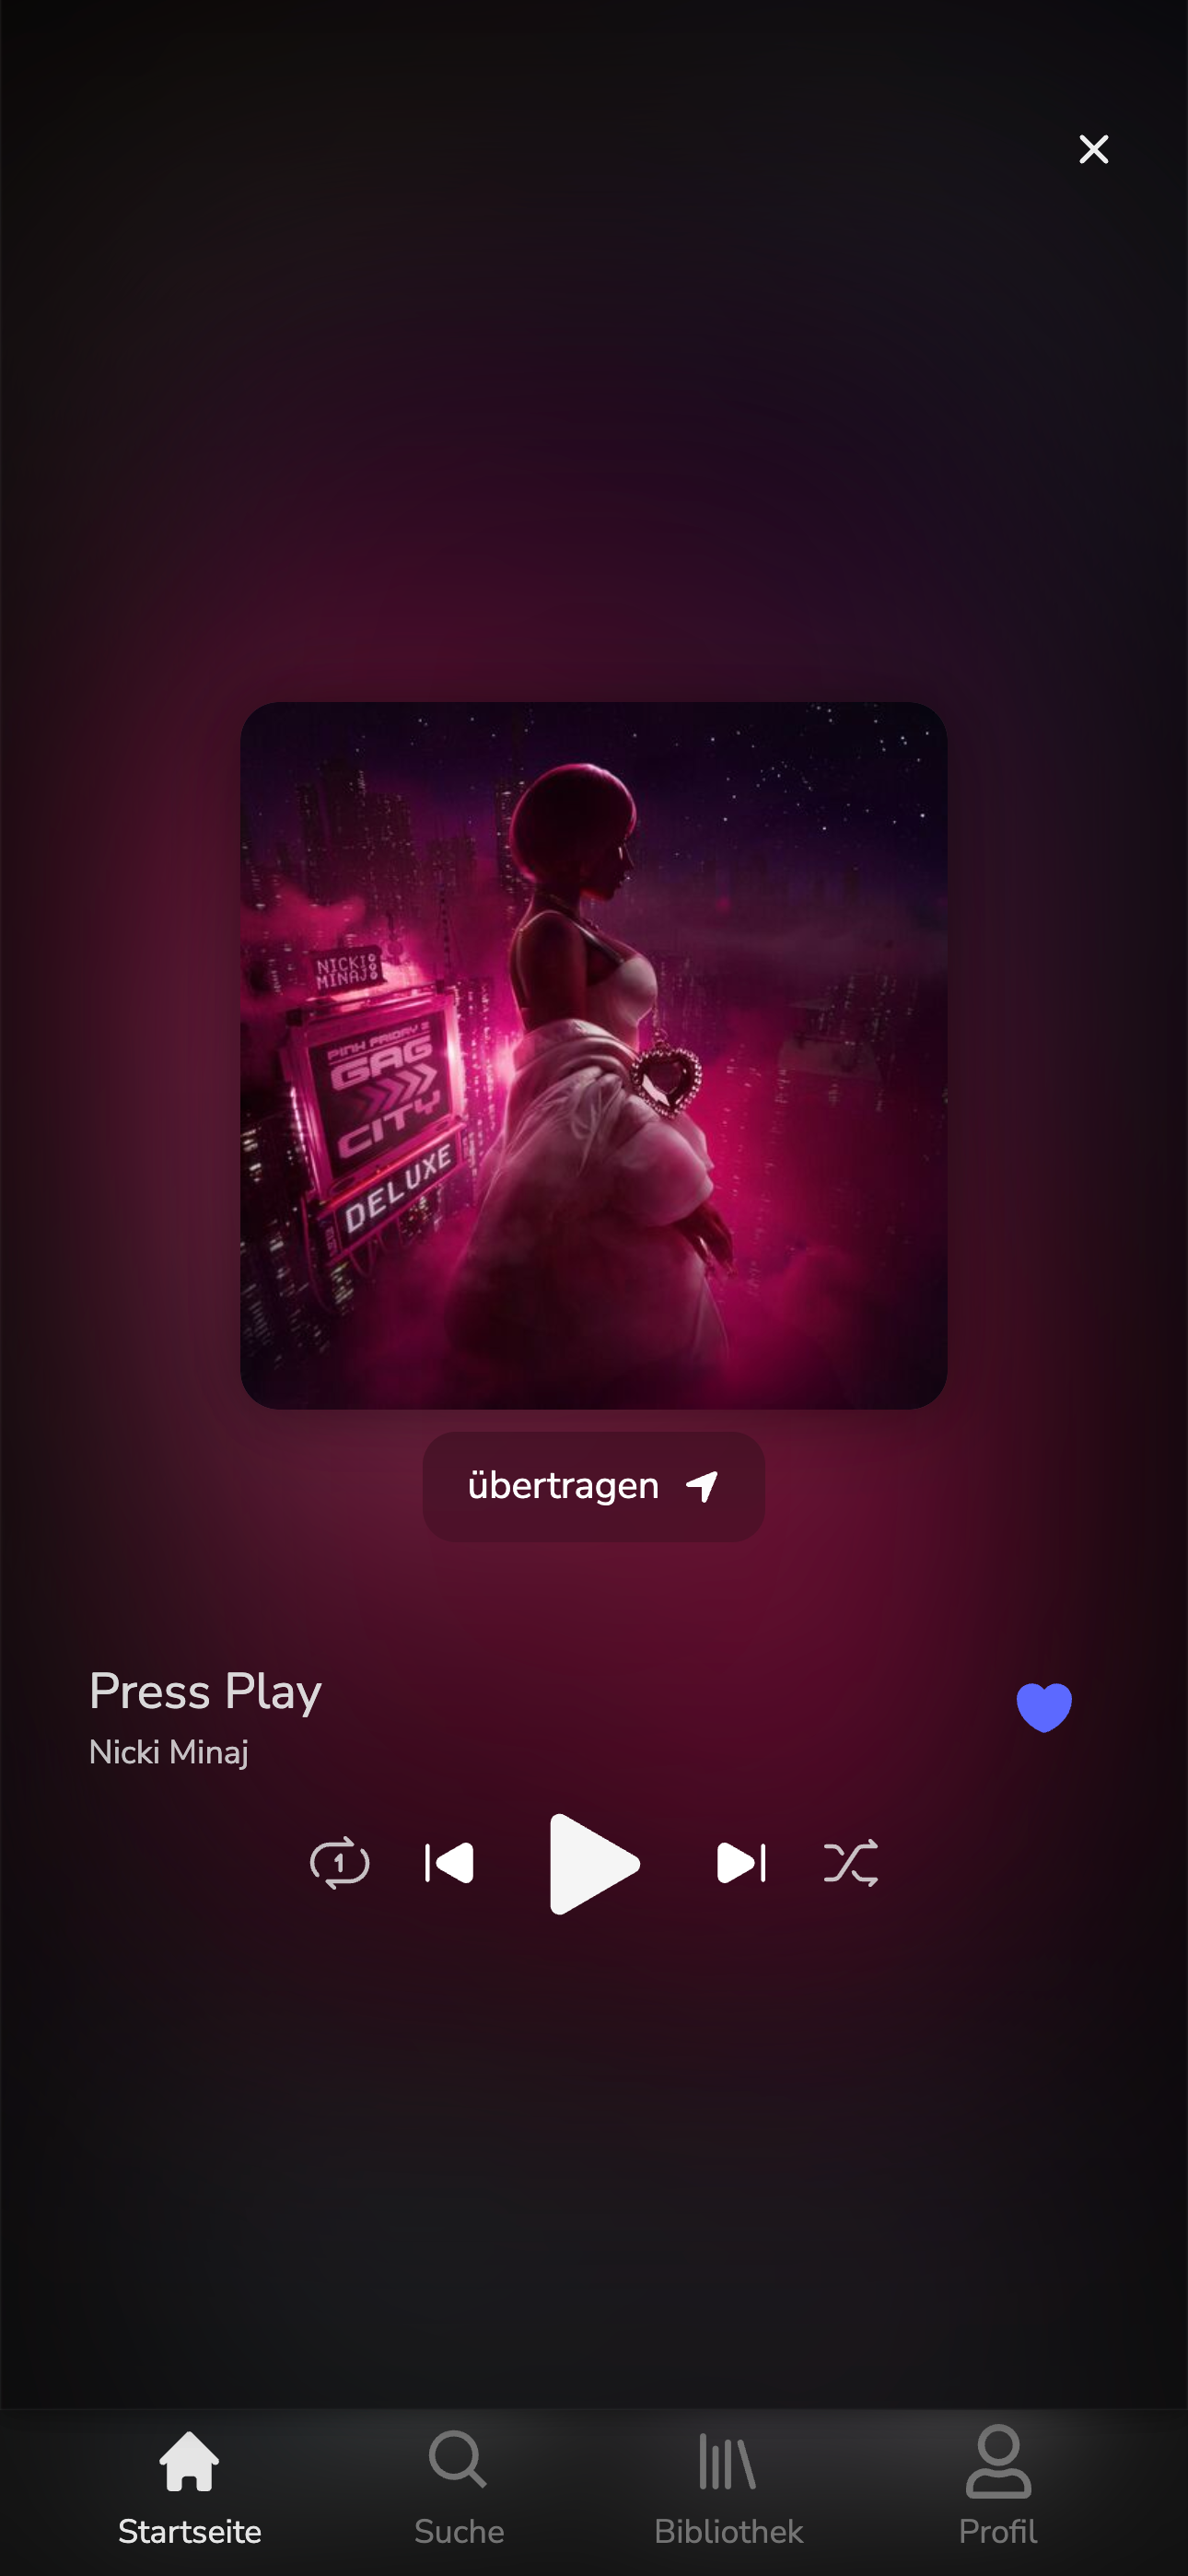 NICKI
MINAJ
PINK FRIDAY 2
GAG
CITY
DELUXE
übertragen
Press Play
Nicki Minaj
1
Startseite
Suche
Bibliothek
Profil